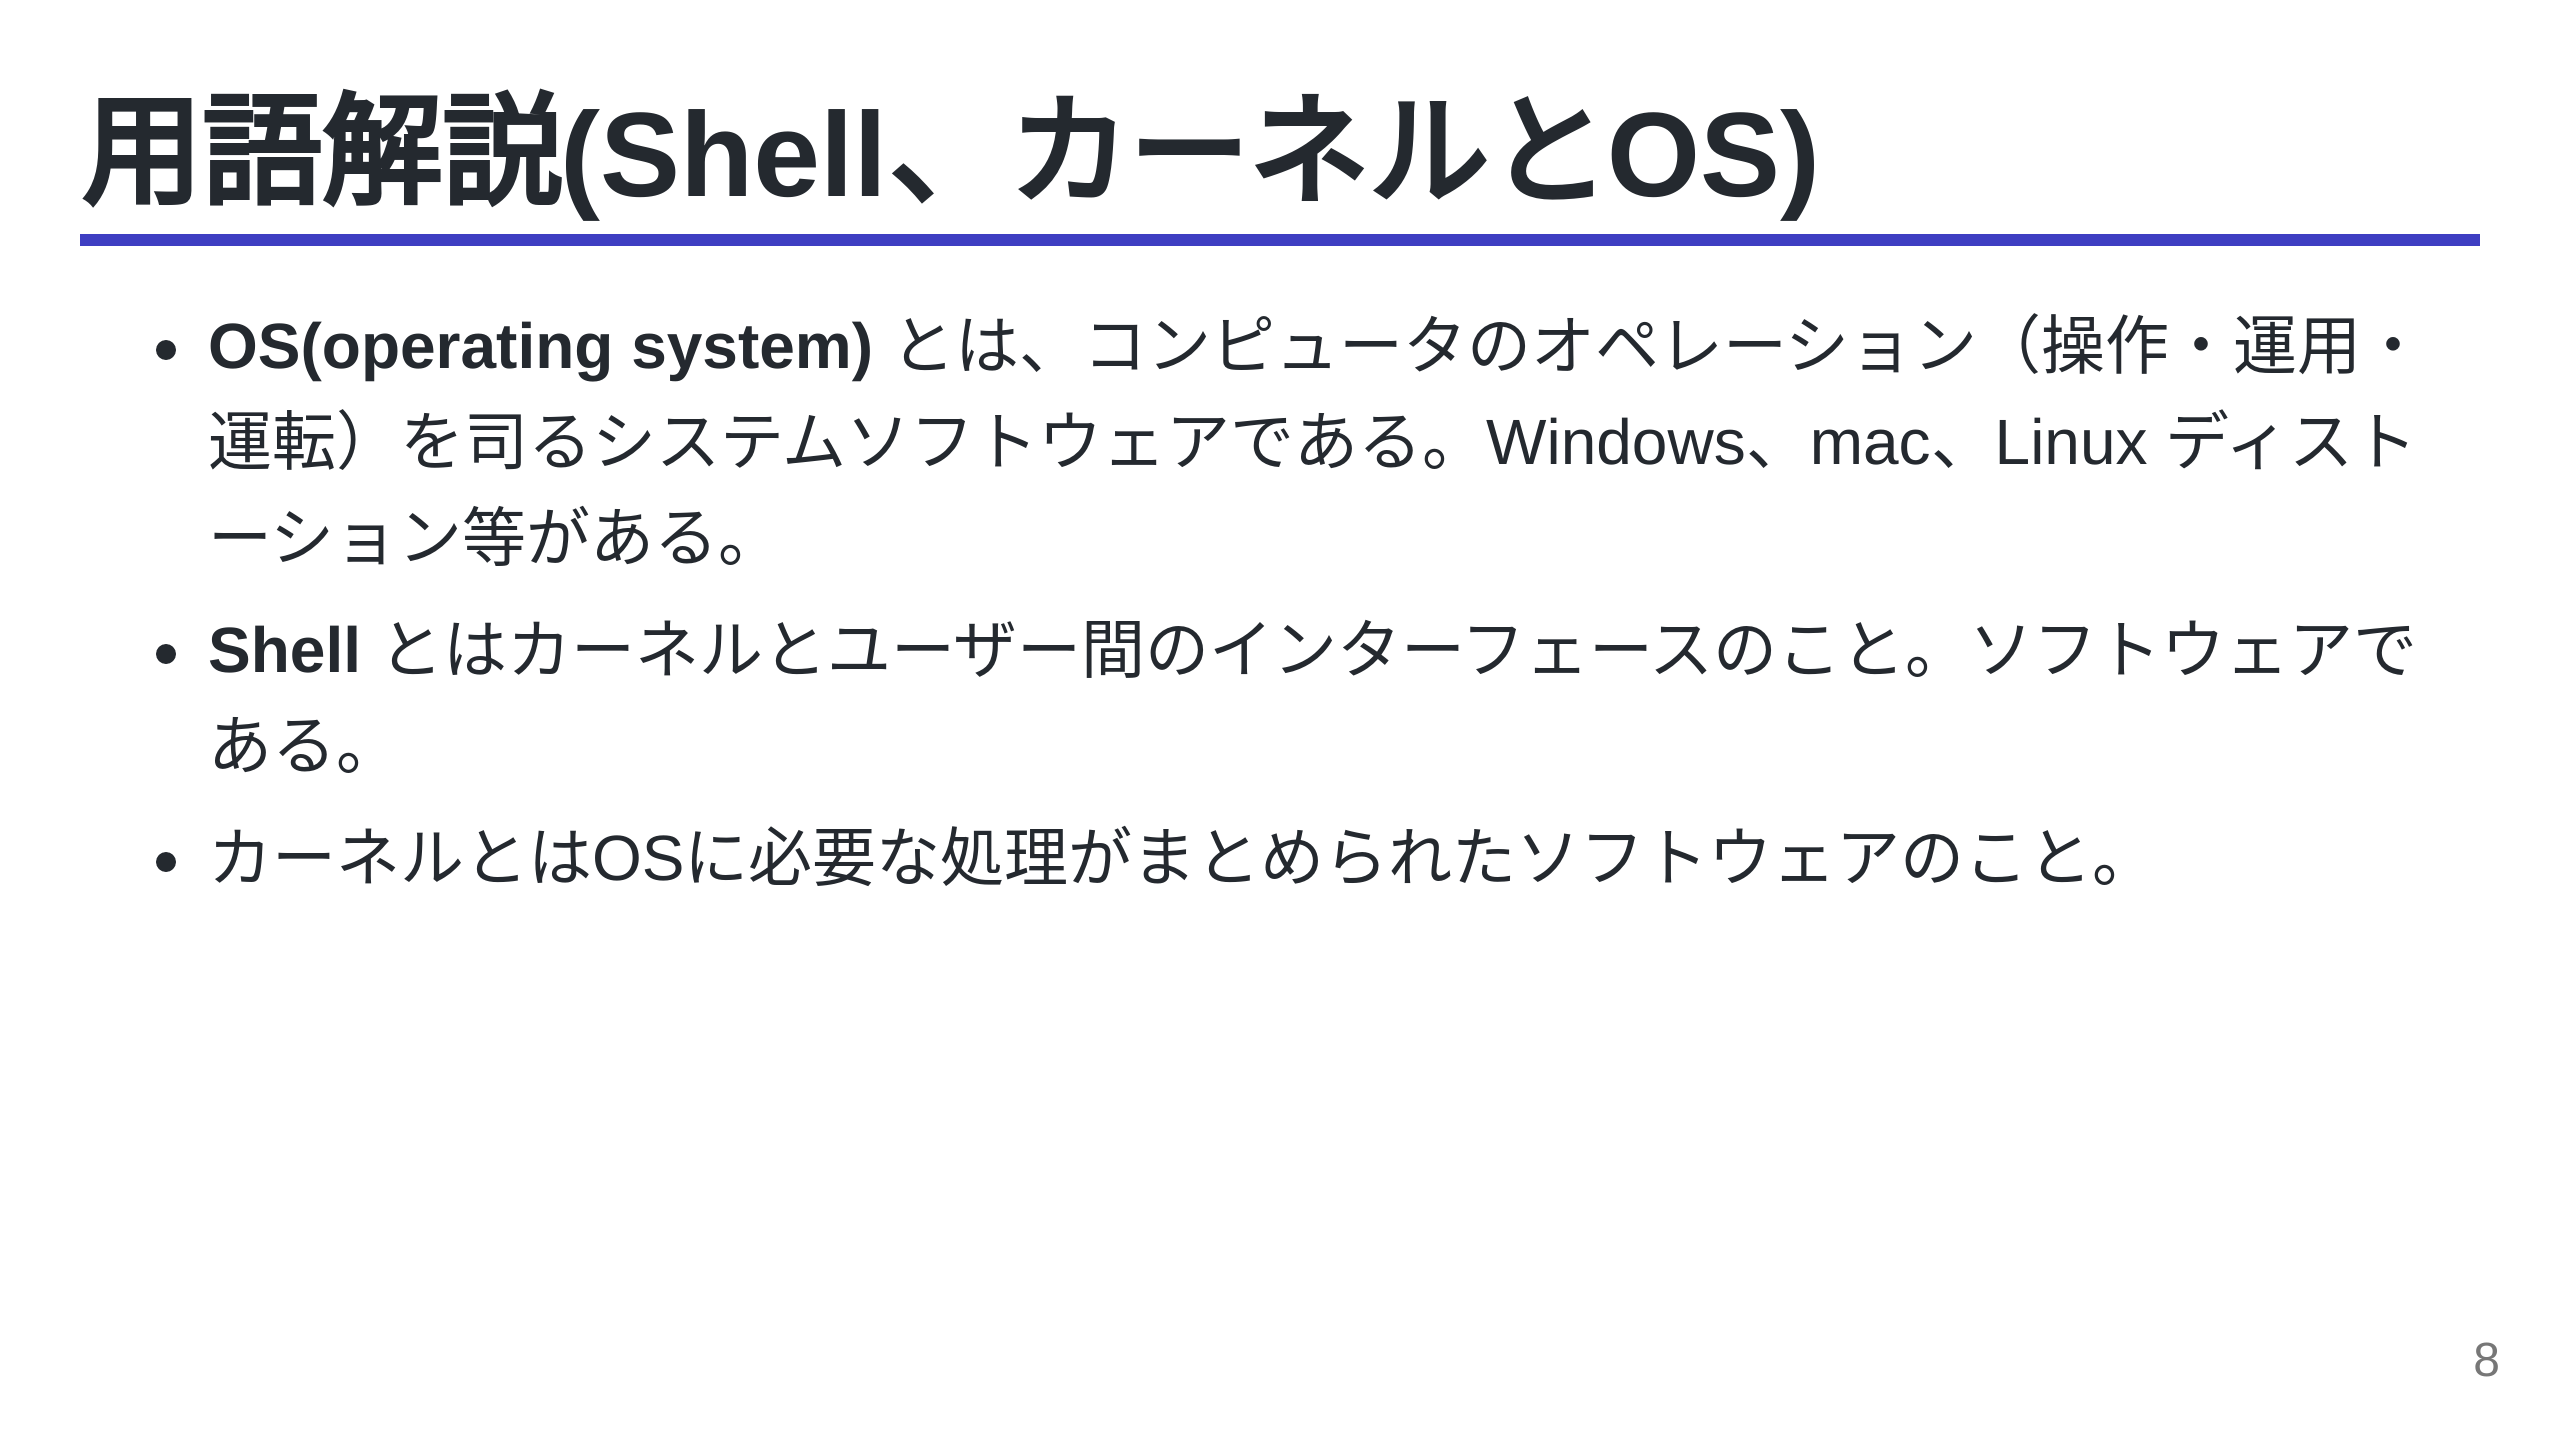 用語解説(Shell、カーネルとOS)
• OS(operating system) とは、コンピュータのオペレーション（操作・運用・
運転）を司るシステムソフトウェアである。Windows、mac、Linux ディスト
ーション等がある。
• Shell とはカーネルとユーザー間のインターフェースのこと。ソフトウェアで
ある。
• カーネルとはOSに必要な処理がまとめられたソフトウェアのこと。
8